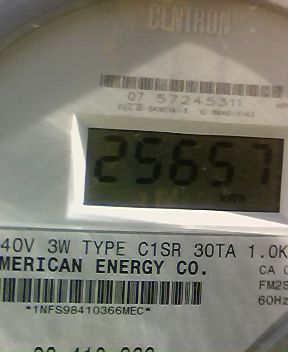 CENTRON
07 57245311
25657
kWh
40V 3W TYPE C1SR 30TA 1.0K
MERICAN ENERGY CO.
CA 0
FM2S
60Hz
*1NFS98410366MEC*